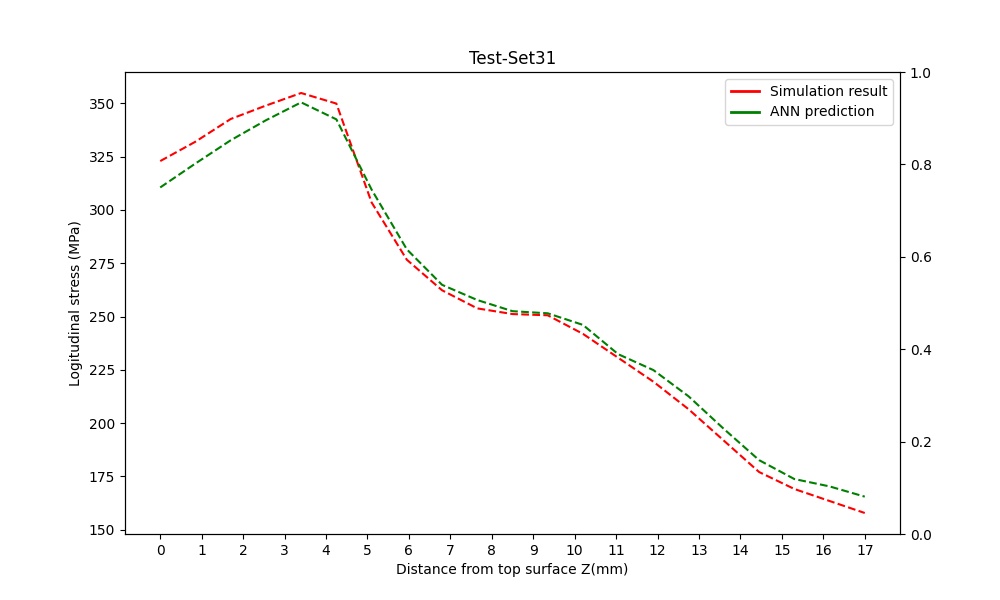 Test-Set31
Simulation result
ANN prediction
350
325
300
275
250
225
200
175
150
Logitudinal stress (MPa)
1.0
0.8
0.6
0.4
0.2
0.0
0 1 2 3 4 5 6 7 8 9 10 11 12 13 14 15 16 17
Distance from top surface Z(mm)